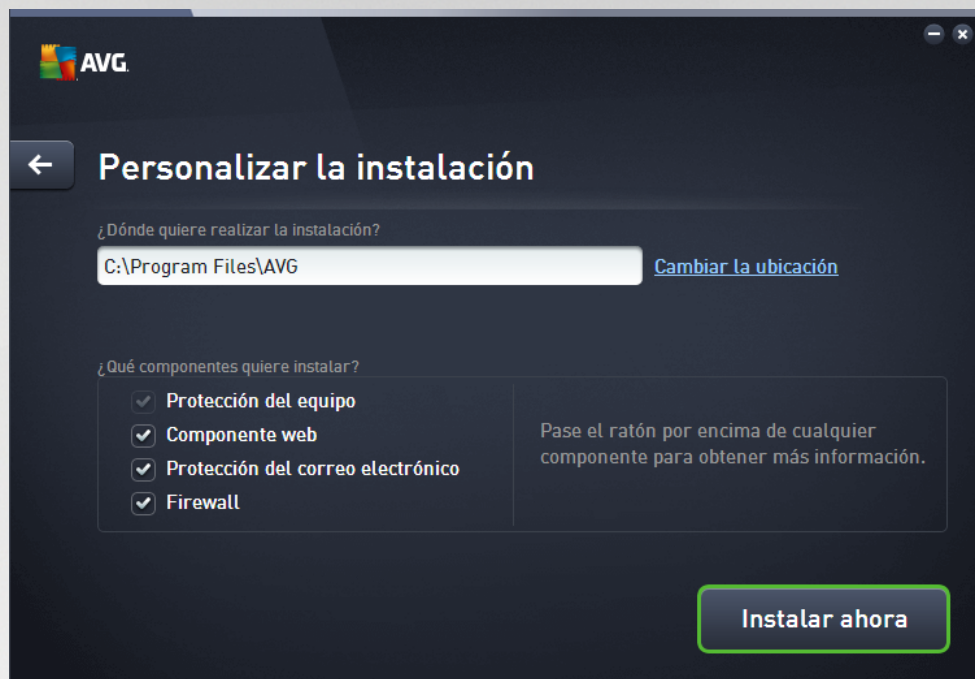 AVG.
Personalizar la instalación
¿Dónde quiere realizar la instalación?
C:\Program Files\AVG
Cambiar la ubicación
¿Qué componentes quiere instalar?
Protección del equipo
Componente web
Protección del correo electrónico
Firewall
Pase el ratón por encima de cualquier
componente para obtener más información.
Instalar ahora